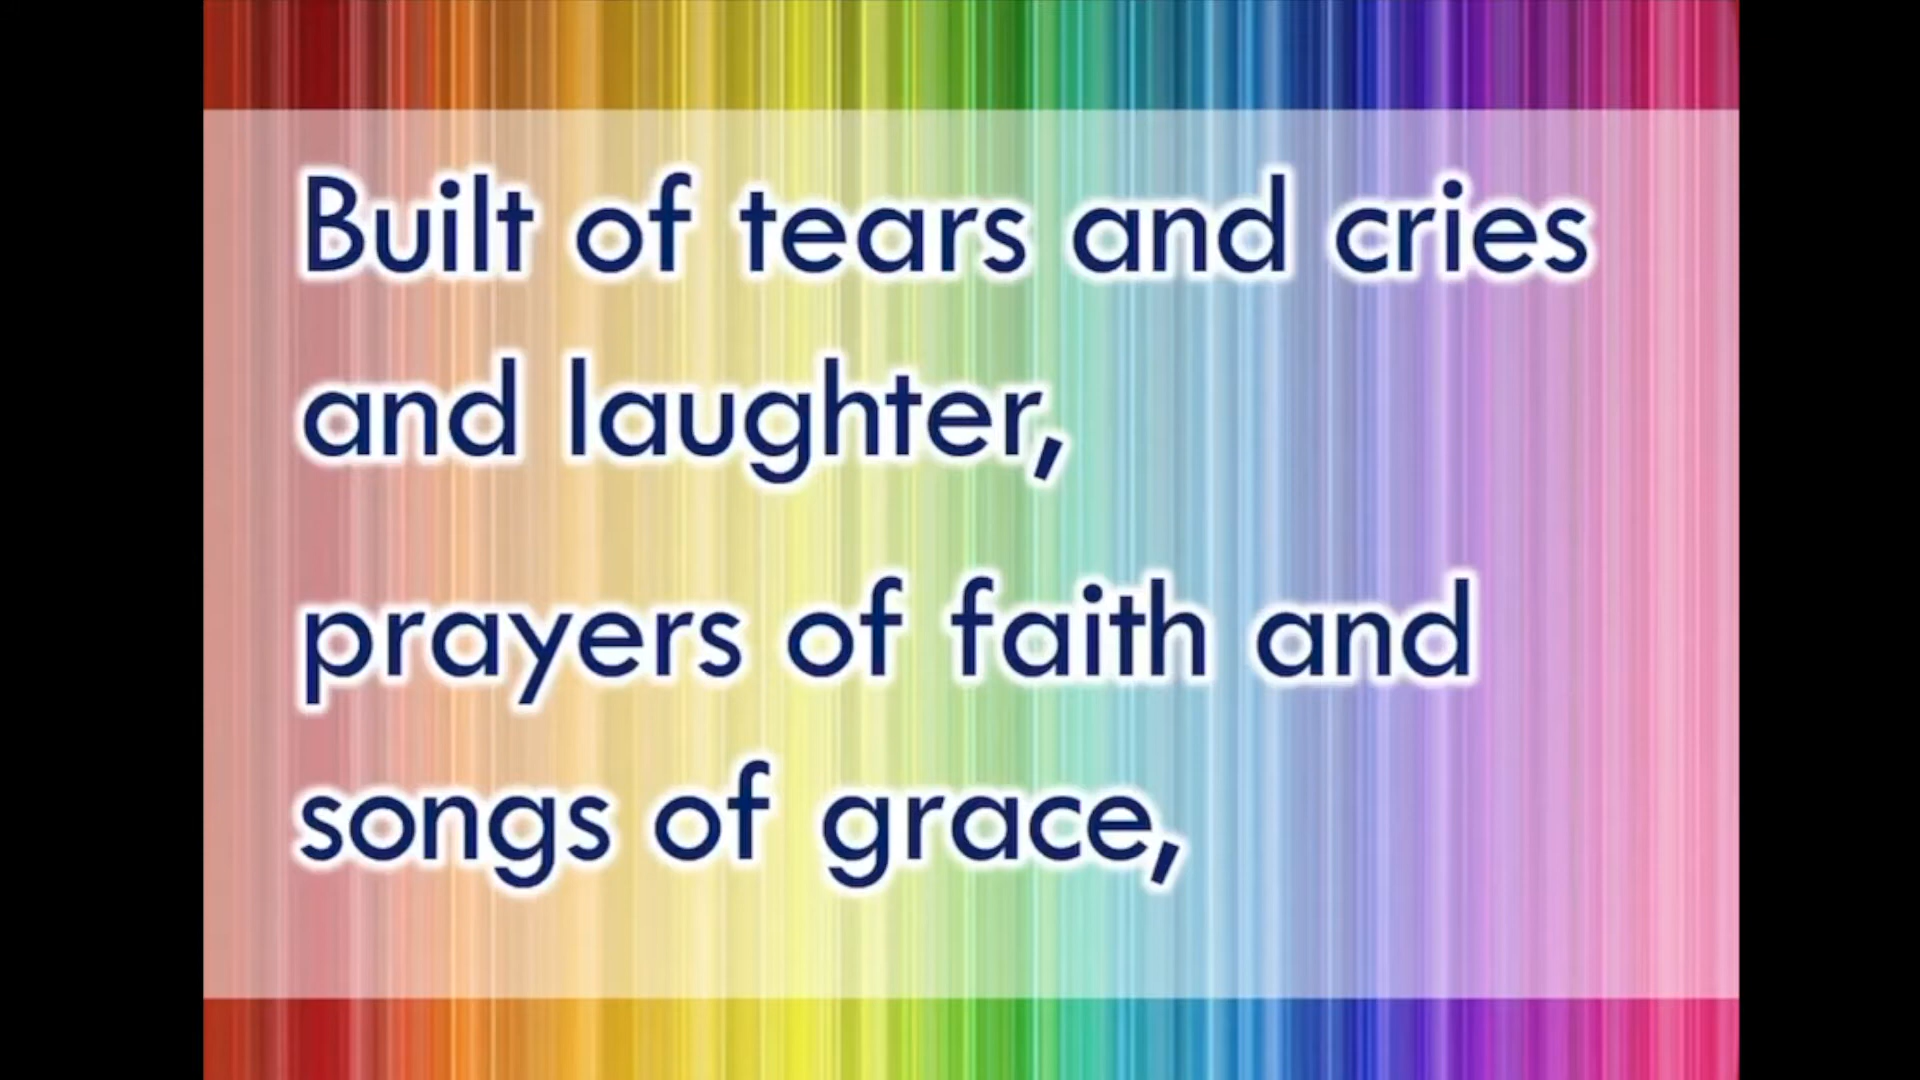 Built of tears and cries
and laughter,
prayers of faith and
songs of grace,